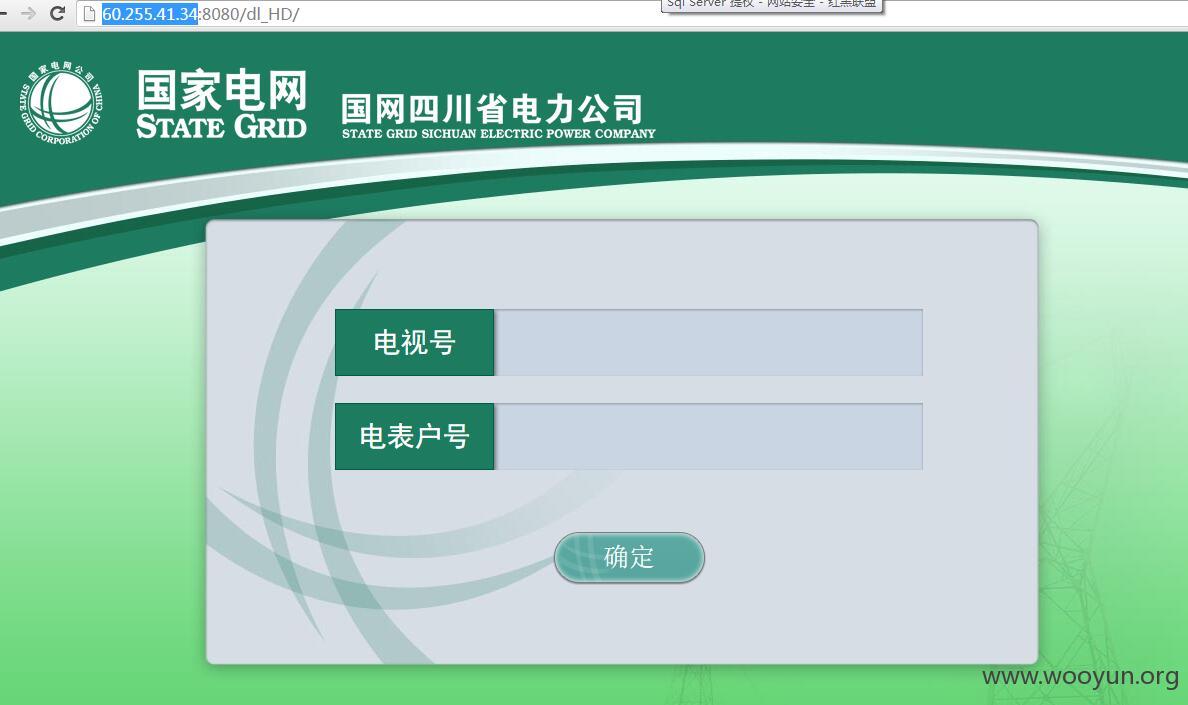 60.255.41.34:8080/dl_HD/
Sql Server 提权 - 网站安全 - 红黑联盟
国家电网公司
STATE GRID CORPORATION OF CHINA
国家电网
STATE GRID
国网四川省电力公司
STATE GRID SICHUAN ELECTRIC POWER COMPANY
电视号
电表户号
确定
www.wooyun.org